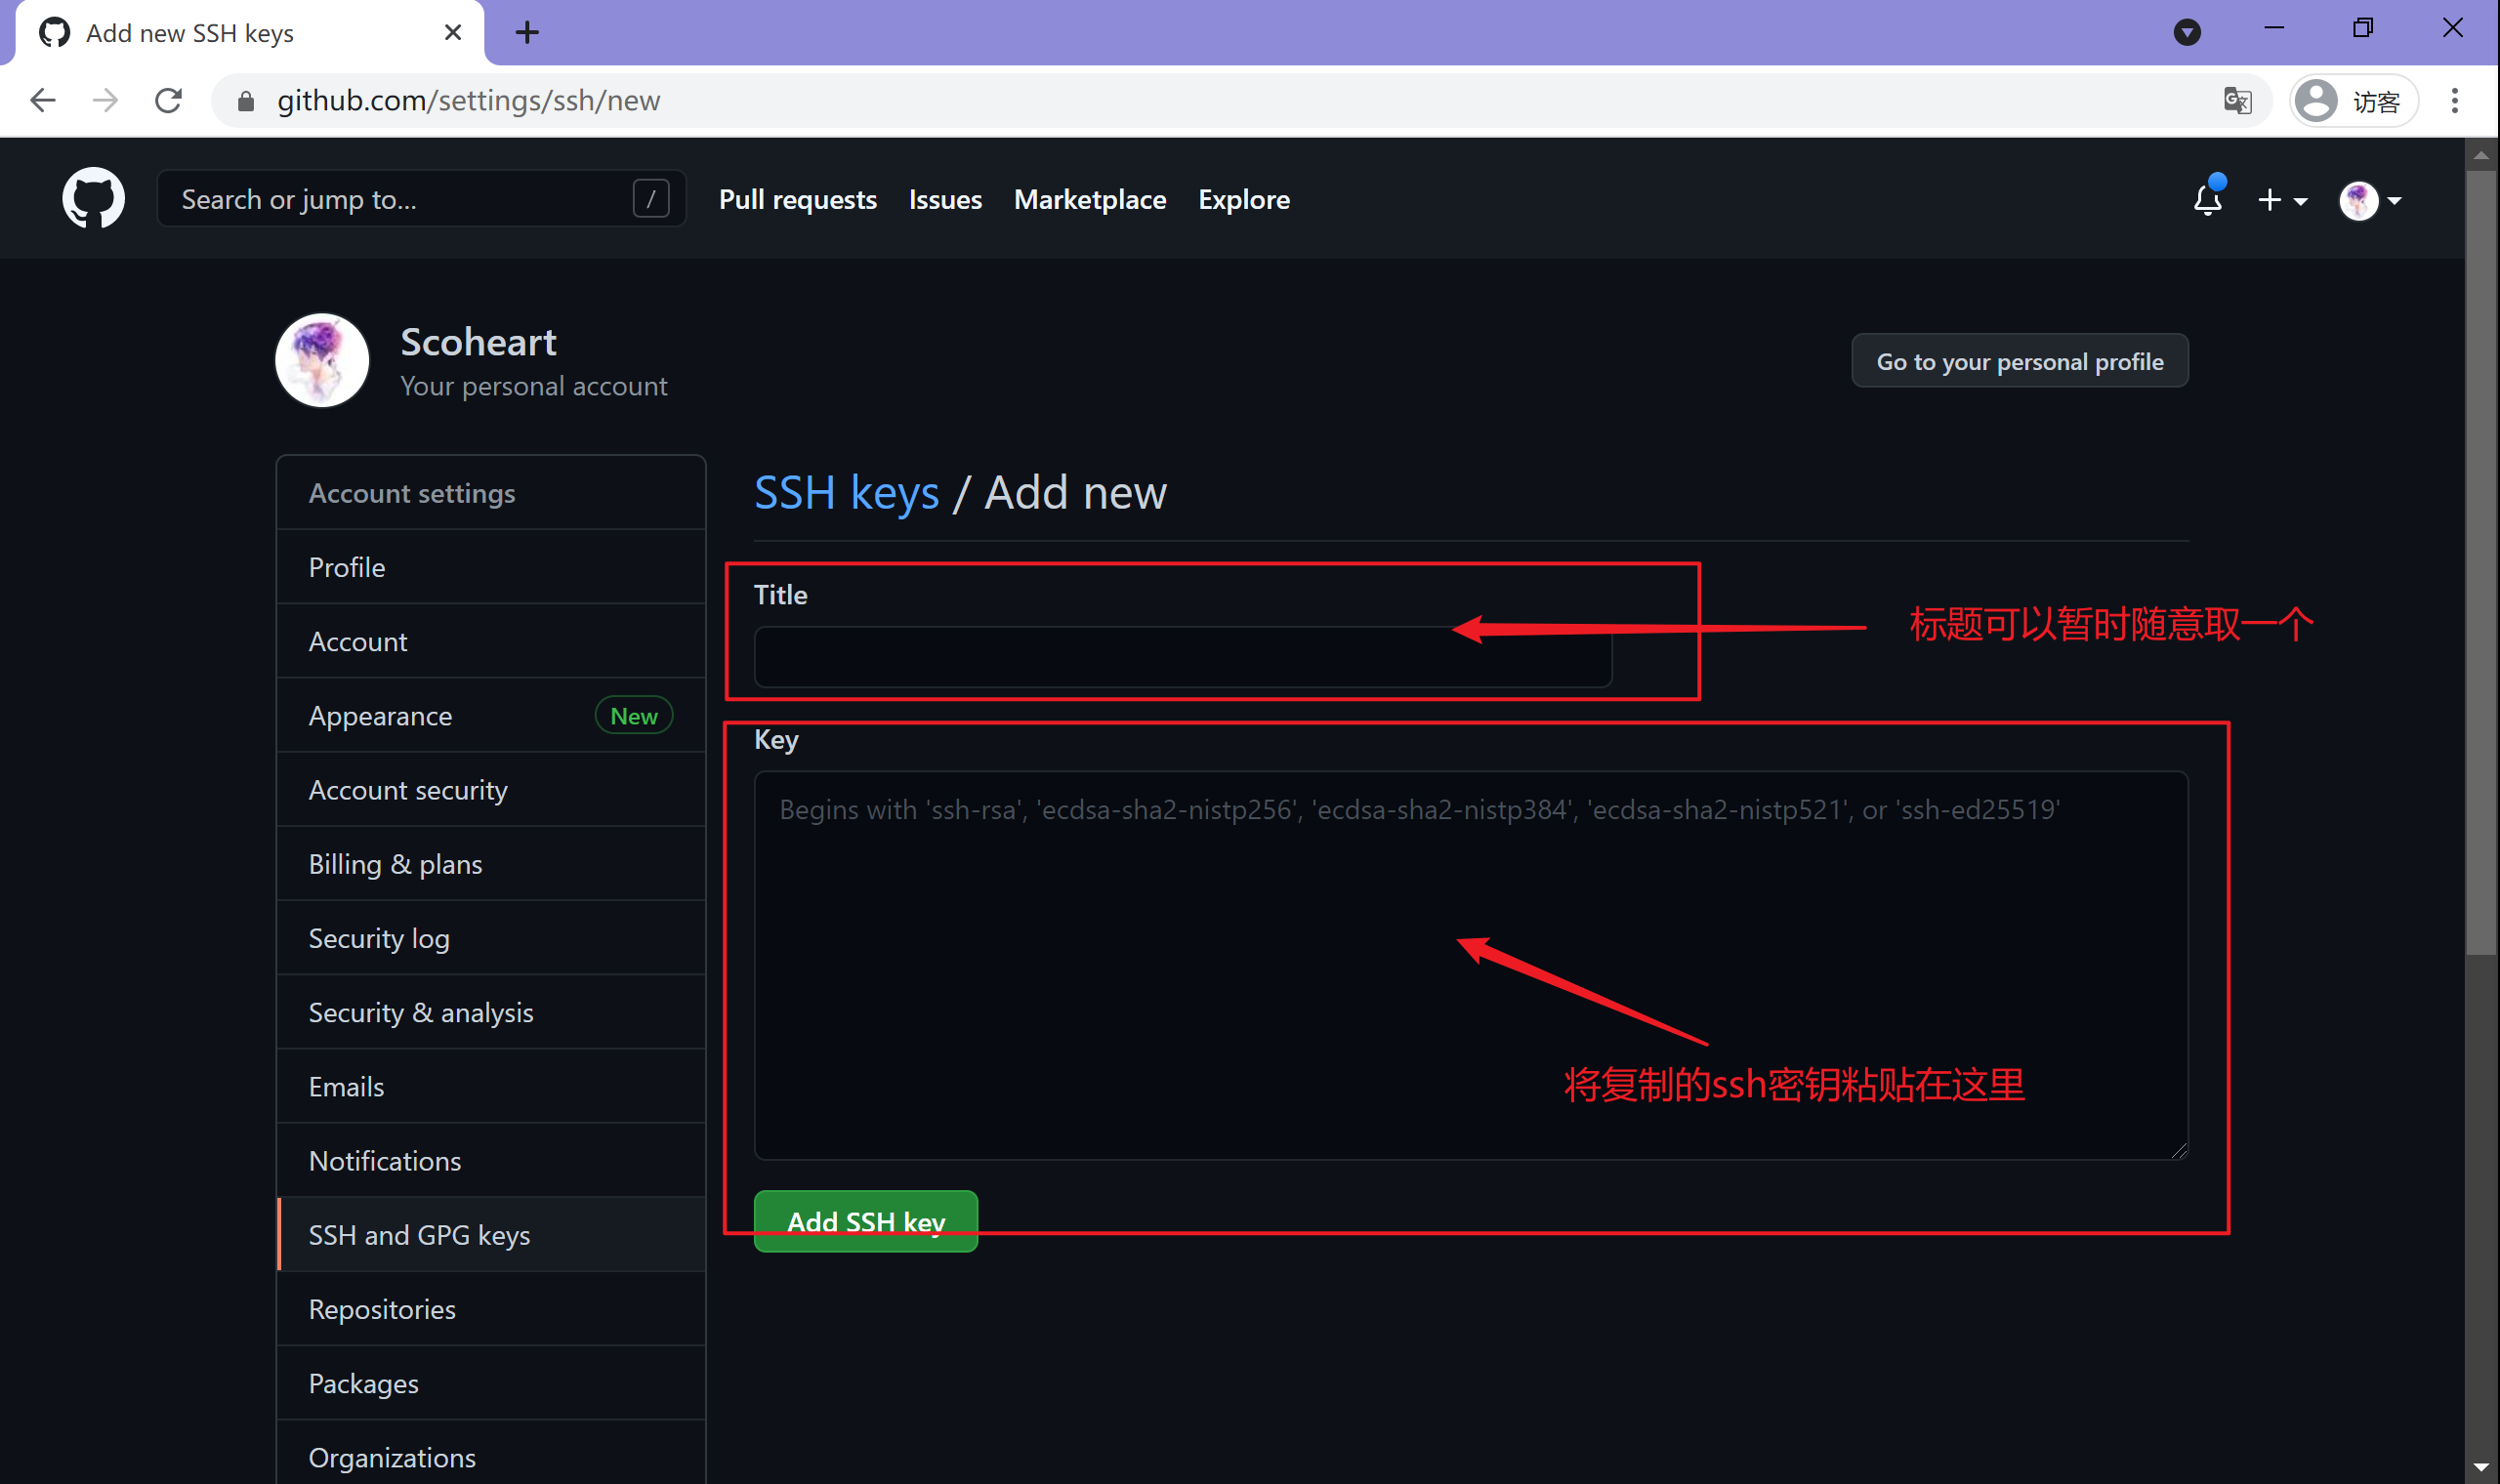 Add new SSH keys
github.com/settings/ssh/new
访客
Search or jump to...
/
Pull requests
Issues
Marketplace
Explore
Scoheart
Your personal account
Go to your personal profile
Account settings
Profile
Account
Appearance
New
Account security
Billing & plans
Security log
Security & analysis
Emails
Notifications
SSH and GPG keys
Repositories
Packages
Organizations
SSH keys / Add new
Title
标题可以暂时随意取一个
Key
Begins with 'ssh-rsa', 'ecdsa-sha2-nistp256', 'ecdsa-sha2-nistp384', 'ecdsa-sha2-nistp521', or 'ssh-ed25519'
将复制的ssh密钥粘贴在这里
Add SSH key